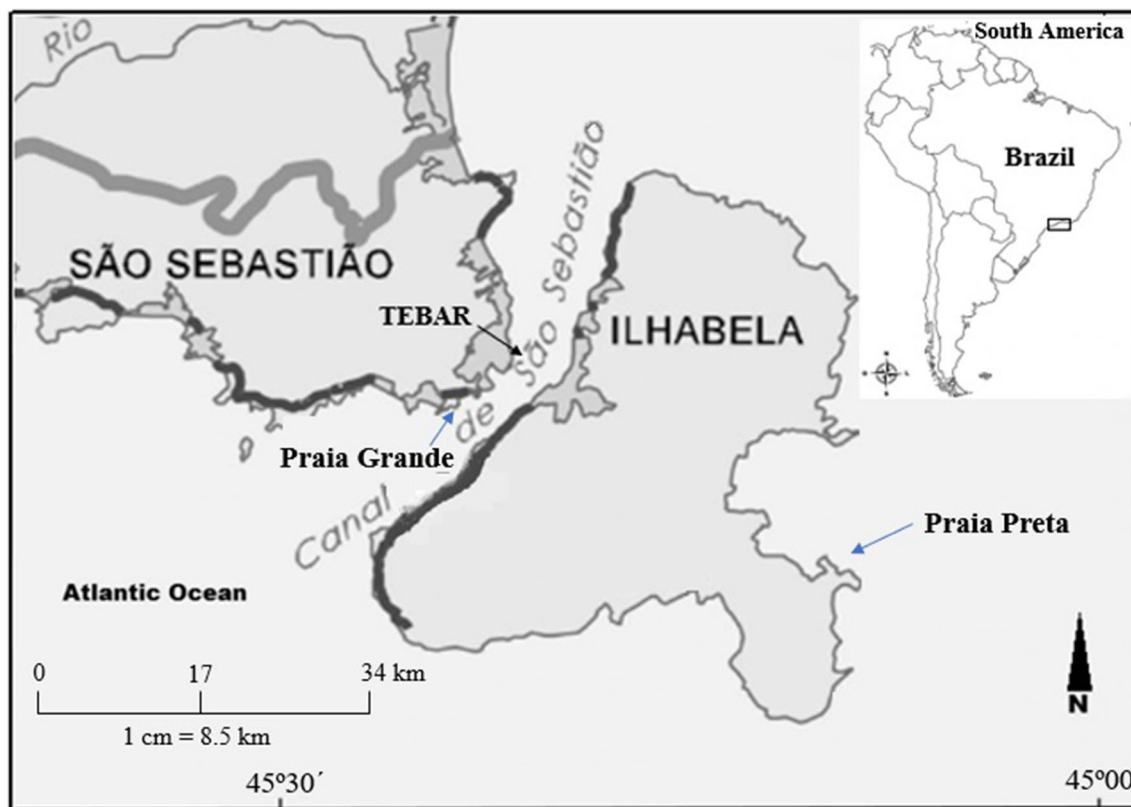 Rio
South America
Brazil
SÃO SEBASTIÃO
Canal de São Sebastião
TEBAR
ILHABELA
Praia Grande
Praia Preta
Atlantic Ocean
0 17 34 km
1 cm = 8.5 km
N
45º30´ 45º00